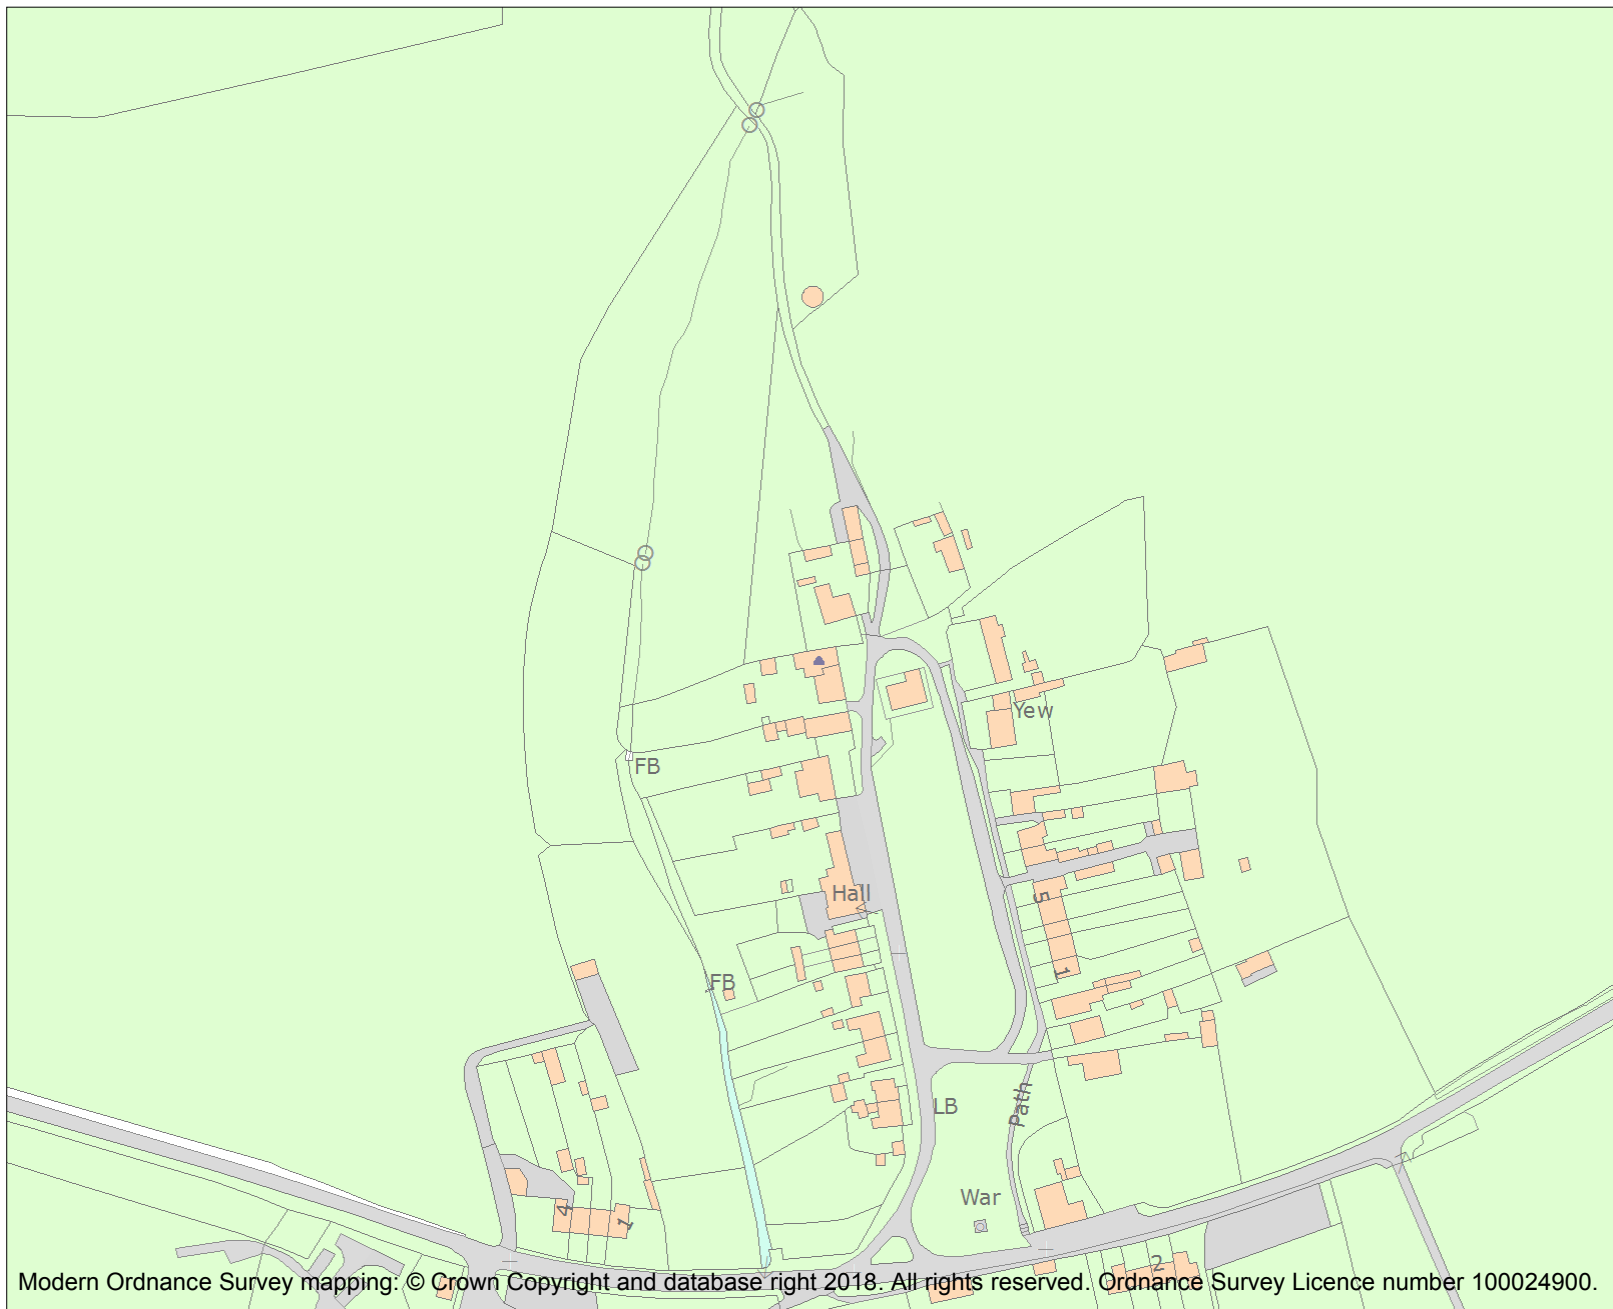 Yew
FB
Hall
5
1
FB
LB
Path
War
4
1
2
Modern Ordnance Survey mapping: © Crown Copyright and database right 2018. All rights reserved. Ordnance Survey Licence number 100024900.